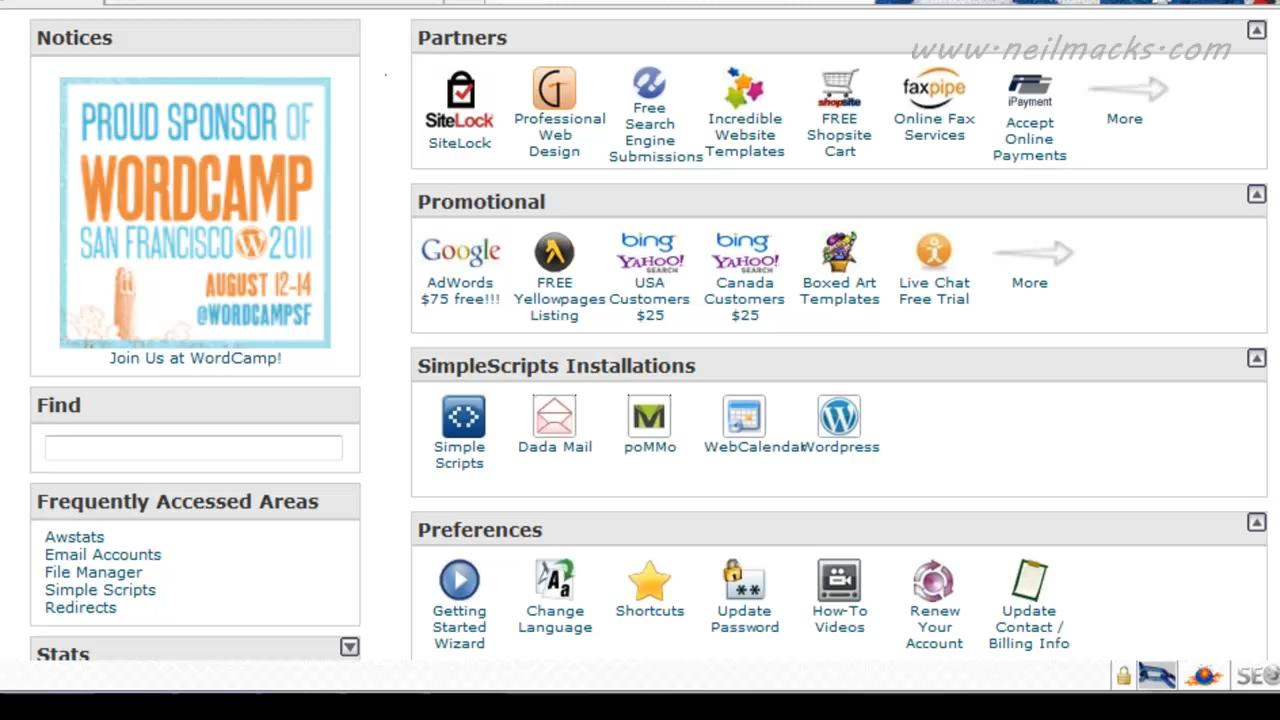 www.neilmacks.com
Notices
PROUD SPONSOR OF
WORDCAMP
SAN FRANCISCO 2011
AUGUST 12-14
@WORDCAMPSF
Join Us at WordCamp!
Find
Frequently Accessed Areas
Awstats
Email Accounts
File Manager
Simple Scripts
Redirects
Stats
Partners
SiteLock
SiteLock
Professional
Web
Design
Free
Search
Engine
Submissions
Incredible
Website
Templates
shopsite
FREE
Shopsite
Cart
faxpipe
Online Fax
Services
iPayment
Accept
Online
Payments
More
Promotional
Google
AdWords
$75 free!!!
FREE
Yellowpages
Listing
bing
YAHOO!
SEARCH
USA
Customers
$25
bing
YAHOO!
SEARCH
Canada
Customers
$25
Boxed Art
Templates
Live Chat
Free Trial
More
SimpleScripts Installations
Simple
Scripts
Dada Mail
poMMo
WebCalendar
Wordpress
Preferences
Getting
Started
Wizard
Change
Language
Shortcuts
Update
Password
How-To
Videos
Renew
Your
Account
Update
Contact /
Billing Info
SEO